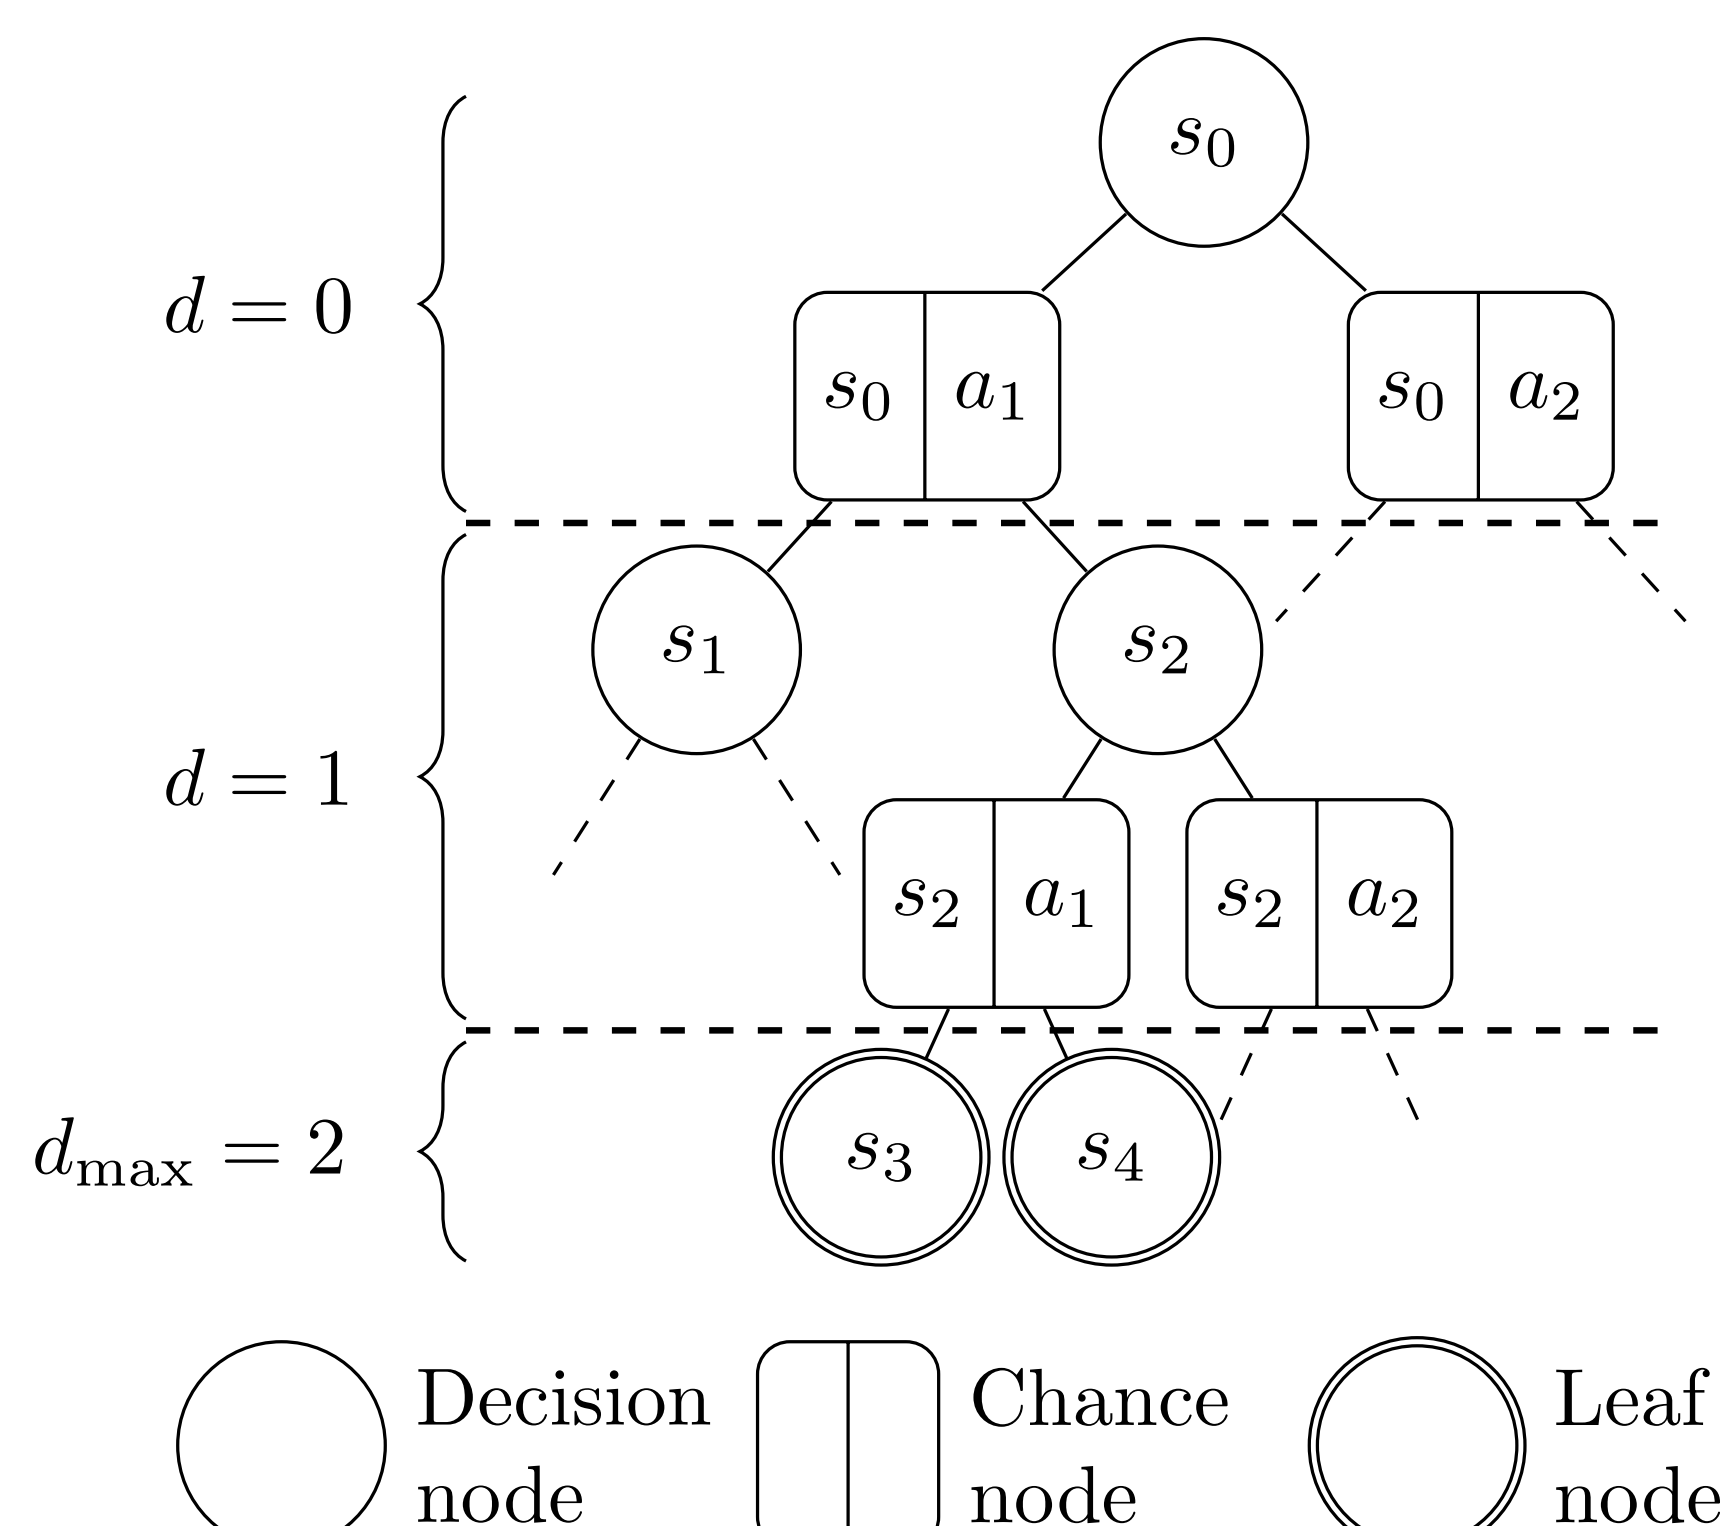 s₀
d = 0
s₀ a₁ s₀ a₂
s₁ s₂
d = 1
s₂ a₁ s₂ a₂
d_max = 2
s₃ s₄
Decision Chance Leaf
node node node